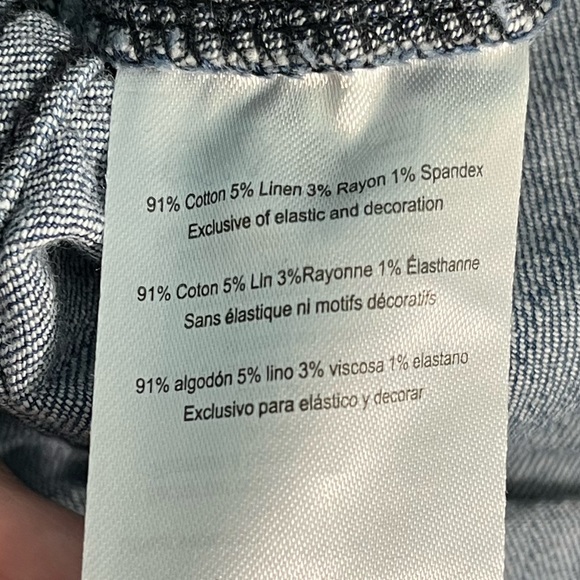 91% Cotton 5% Linen 3% Rayon 1% Spandex
Exclusive of elastic and decoration
91% Coton 5% Lin 3%Rayonne 1% Élasthanne
Sans élastique ni motifs décoratifs
91% algodón 5% lino 3% viscosa 1% elastano
Exclusivo para elástico y decorar